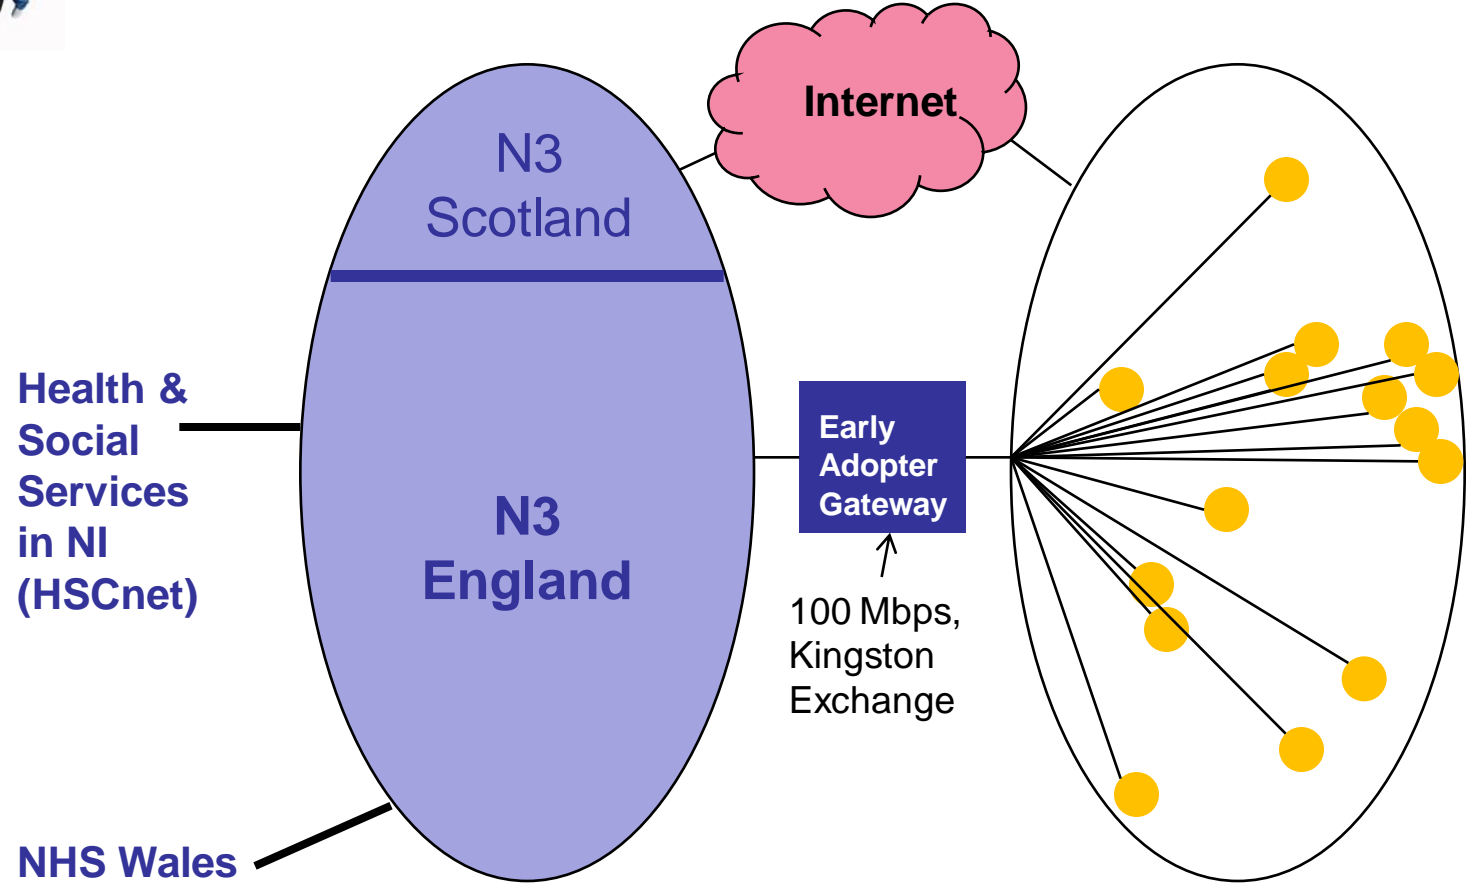 Internet
N3
Scotland
Health &
Social
Services
in NI
(HSCnet)
N3
England
Early
Adopter
Gateway
100 Mbps,
Kingston
Exchange
NHS Wales